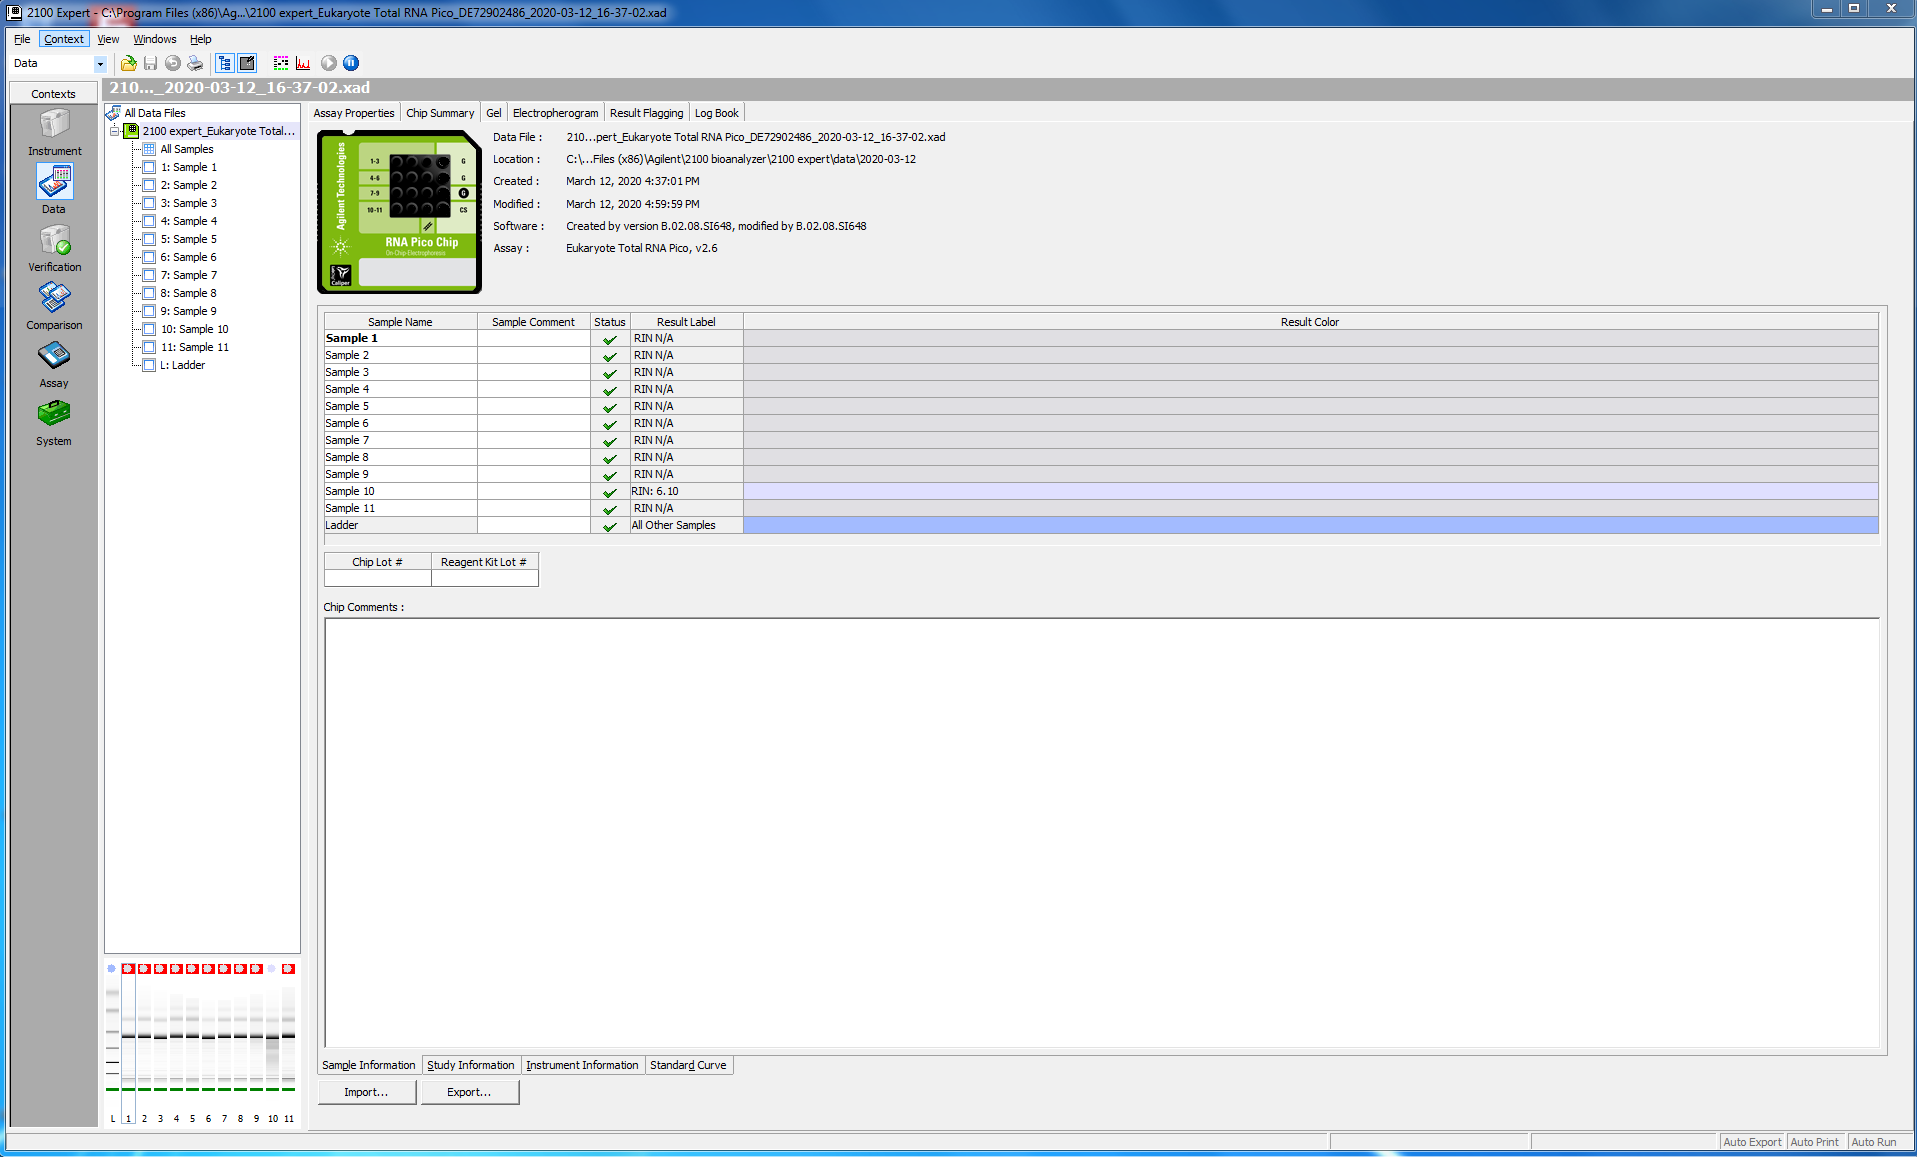 2100 Expert - C:\Program Files (x86)\Ag...\2100 expert_Eukaryote Total RNA Pico_DE72902486_2020-03-12_16-37-02.xad
File Context View Windows Help
Data
Contexts
Instrument
Data
Verification
Comparison
Assay
System
210..._2020-03-12_16-37-02.xad
All Data Files
2100 expert_Eukaryote Total...
All Samples
1: Sample 1
2: Sample 2
3: Sample 3
4: Sample 4
5: Sample 5
6: Sample 6
7: Sample 7
8: Sample 8
9: Sample 9
10: Sample 10
11: Sample 11
L: Ladder
L 1 2 3 4 5 6 7 8 9 10 11
Assay Properties Chip Summary Gel Electropherogram Result Flagging Log Book
Agilent Technologies
1-3 G
4-6 G
7-9 G
10-11 CS
RNA Pico Chip
On Chip Electrophoresis
Caliper
Data File : 210...pert_Eukaryote Total RNA Pico_DE72902486_2020-03-12_16-37-02.xad
Location : C:\...Files (x86)\Agilent\2100 bioanalyzer\2100 expert\data\2020-03-12
Created : March 12, 2020 4:37:01 PM
Modified : March 12, 2020 4:59:59 PM
Software : Created by version B.02.08.SI648, modified by B.02.08.SI648
Assay : Eukaryote Total RNA Pico, v2.6
Sample Name Sample Comment Status Result Label Result Color
Sample 1 RIN N/A
Sample 2 RIN N/A
Sample 3 RIN N/A
Sample 4 RIN N/A
Sample 5 RIN N/A
Sample 6 RIN N/A
Sample 7 RIN N/A
Sample 8 RIN N/A
Sample 9 RIN N/A
Sample 10 RIN: 6.10
Sample 11 RIN N/A
Ladder All Other Samples
Chip Lot # Reagent Kit Lot #
Chip Comments :
Sample Information Study Information Instrument Information Standard Curve
Import... Export...
Auto Export Auto Print Auto Run